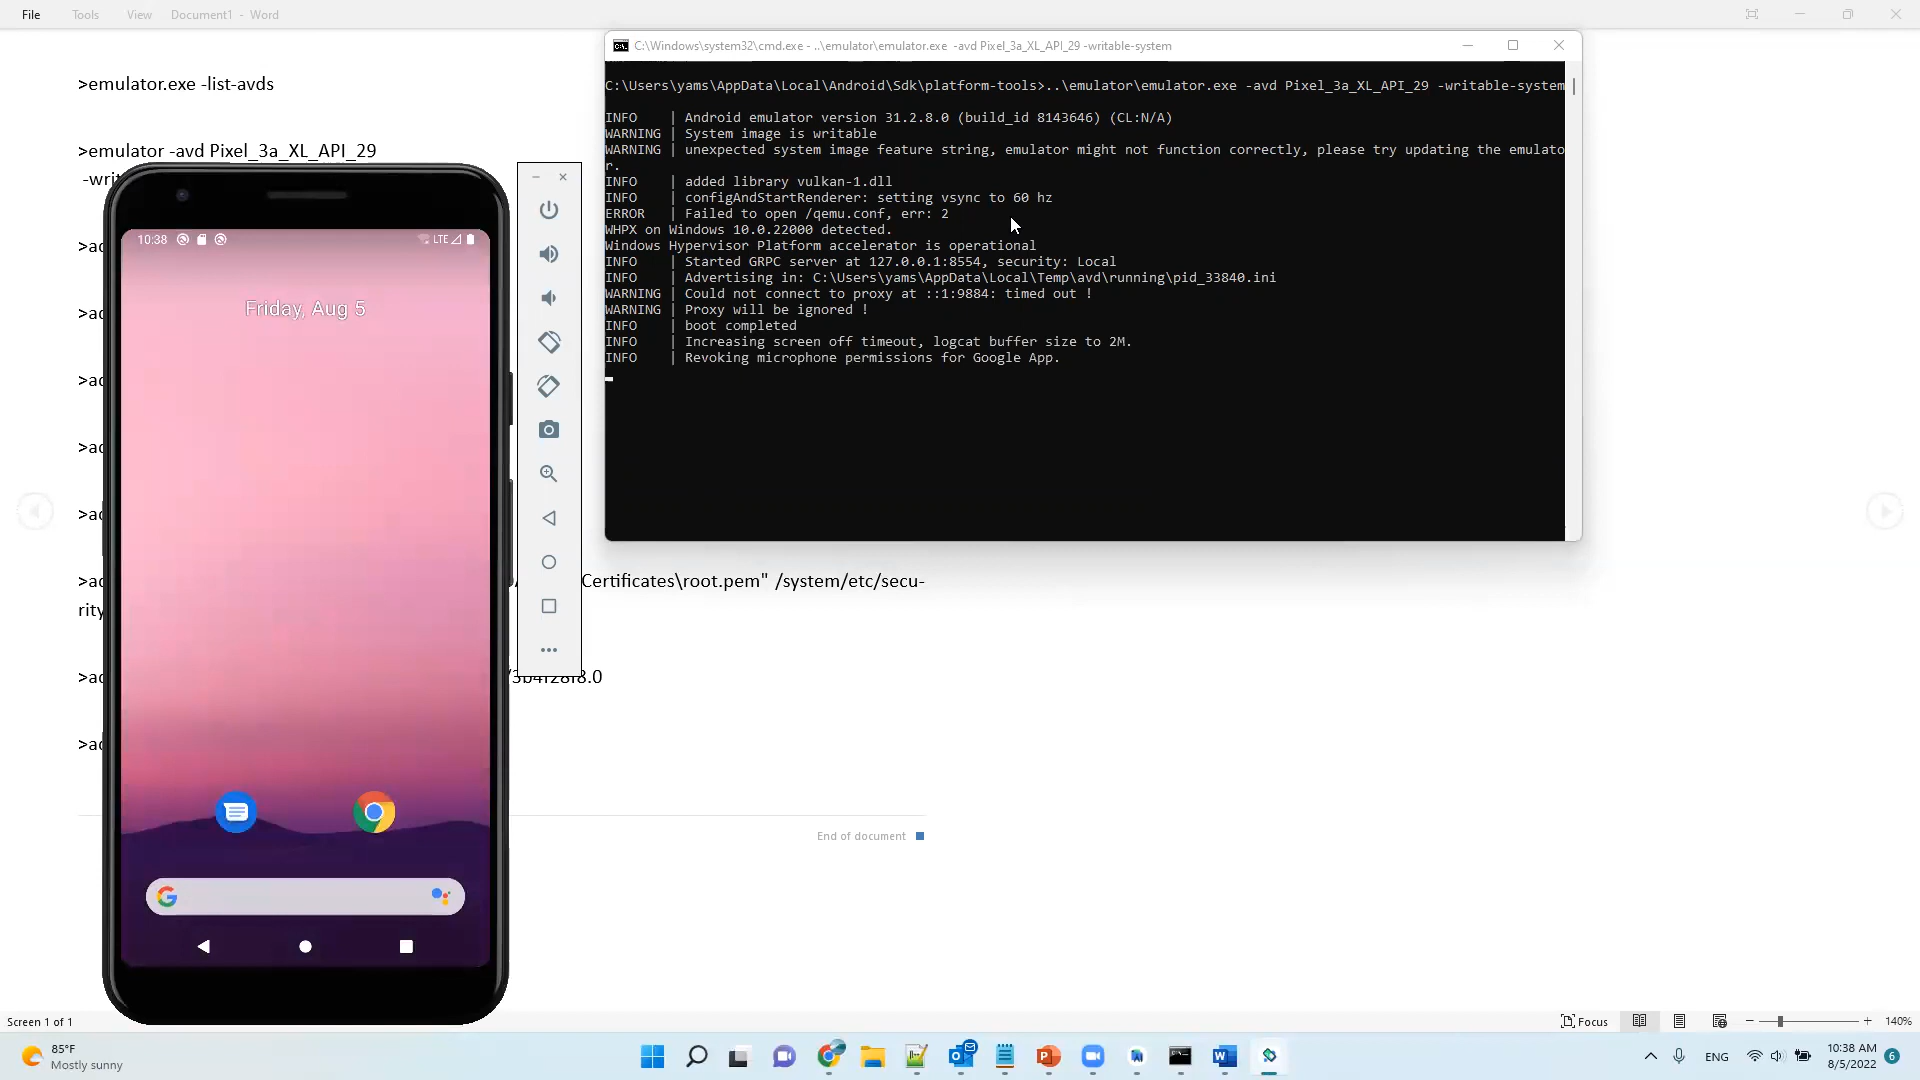 File
Tools
View
Document1 - Word
>emulator.exe -list-avds
>emulator -avd Pixel_3a_XL_API_29
-wri
>ad
>ad
>ad
>ad
>ad
>ad
Certificates\root.pem" /system/etc/secu-
rity
>ad
>ad
End of document
C:\Windows\system32\cmd.exe - ..\emulator\emulator.exe -avd Pixel_3a_XL_API_29 -writable-system
C:\Users\yams\AppData\Local\Android\Sdk\platform-tools>..\emulator\emulator.exe -avd Pixel_3a_XL_API_29 -writable-system
INFO | Android emulator version 31.2.8.0 (build_id 8143646) (CL:N/A)
WARNING | System image is writable
WARNING | unexpected system image feature string, emulator might not function correctly, please try updating the emulato
r.
INFO | added library vulkan-1.dll
INFO | configAndStartRenderer: setting vsync to 60 hz
ERROR | Failed to open /qemu.conf, err: 2
WHPX on Windows 10.0.22000 detected.
Windows Hypervisor Platform accelerator is operational
INFO | Started GRPC server at 127.0.0.1:8554, security: Local
INFO | Advertising in: C:\Users\yams\AppData\Local\Temp\avd\running\pid_33840.ini
WARNING | Could not connect to proxy at ::1:9884: timed out !
WARNING | Proxy will be ignored !
INFO | boot completed
INFO | Increasing screen off timeout, logcat buffer size to 2M.
INFO | Revoking microphone permissions for Google App.
10:38
LTE
Friday, Aug 5
Screen 1 of 1
Focus
140%
85°F
Mostly sunny
ENG
10:38 AM
8/5/2022
6